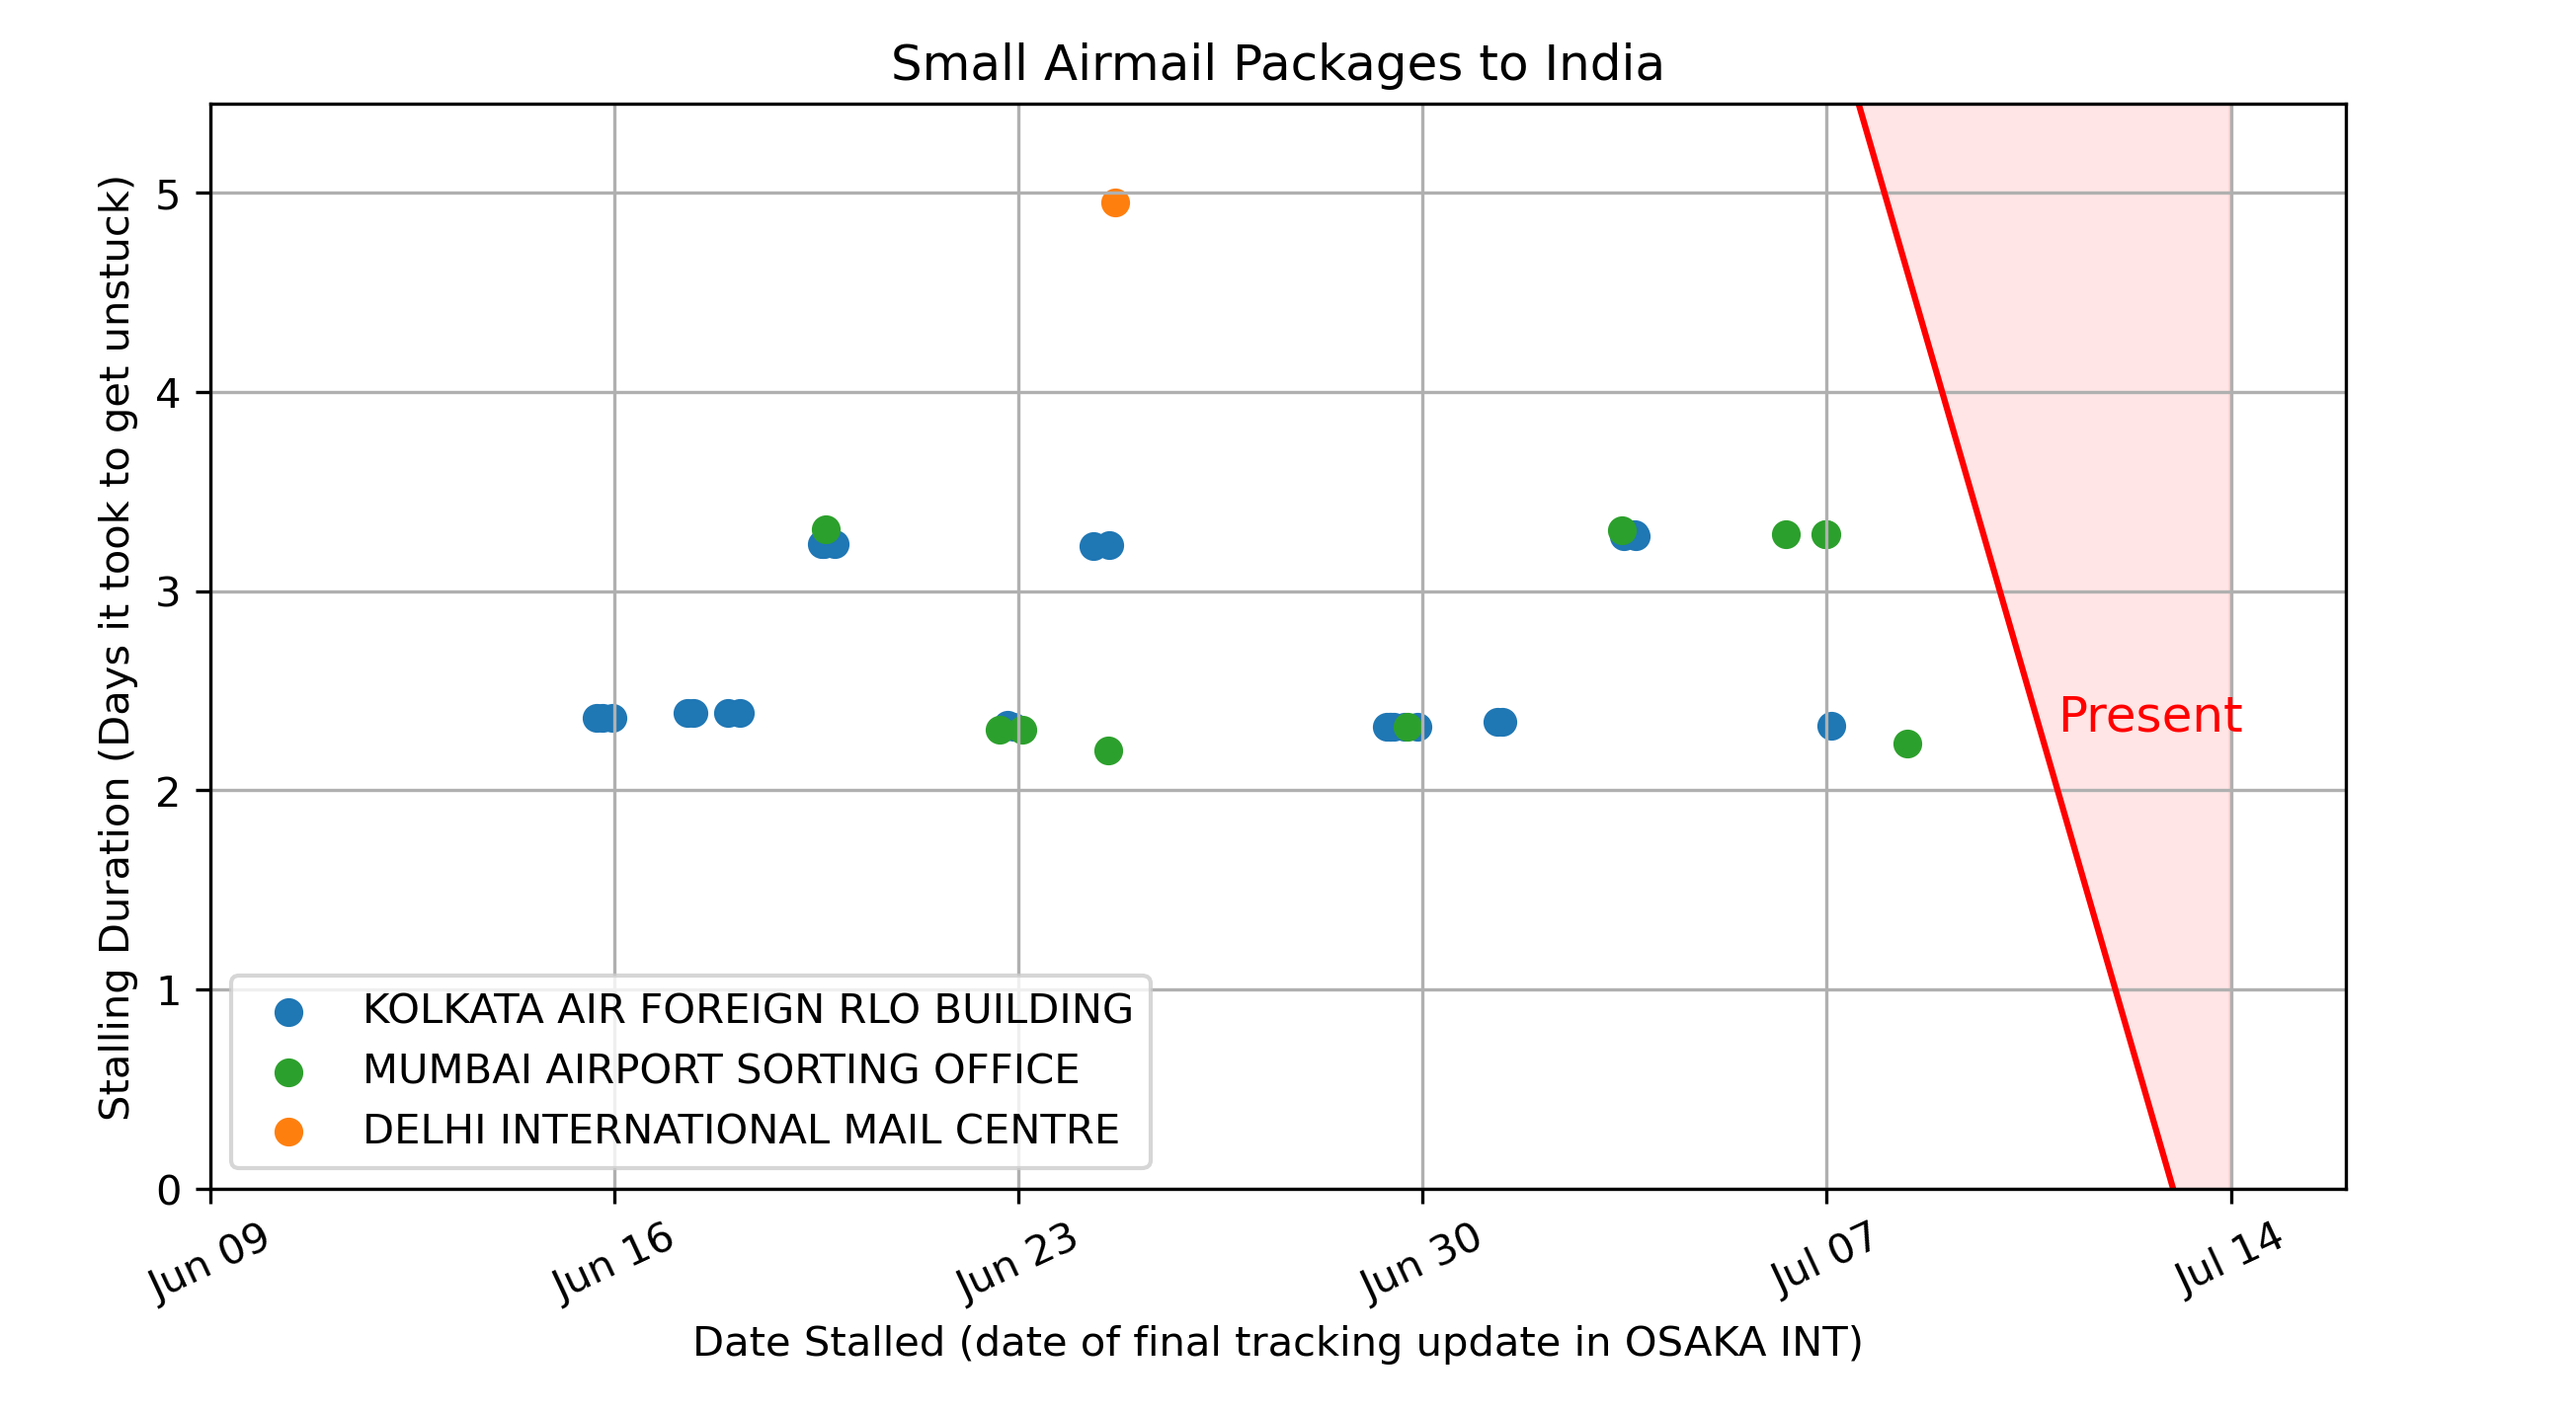 Small Airmail Packages to India
Stalling Duration (Days it took to get unstuck)
5
4
3
2
1
0
Present
KOLKATA AIR FOREIGN RLO BUILDING
MUMBAI AIRPORT SORTING OFFICE
DELHI INTERNATIONAL MAIL CENTRE
Jun 09
Jun 16
Jun 23
Jun 30
Jul 07
Jul 14
Date Stalled (date of final tracking update in OSAKA INT)